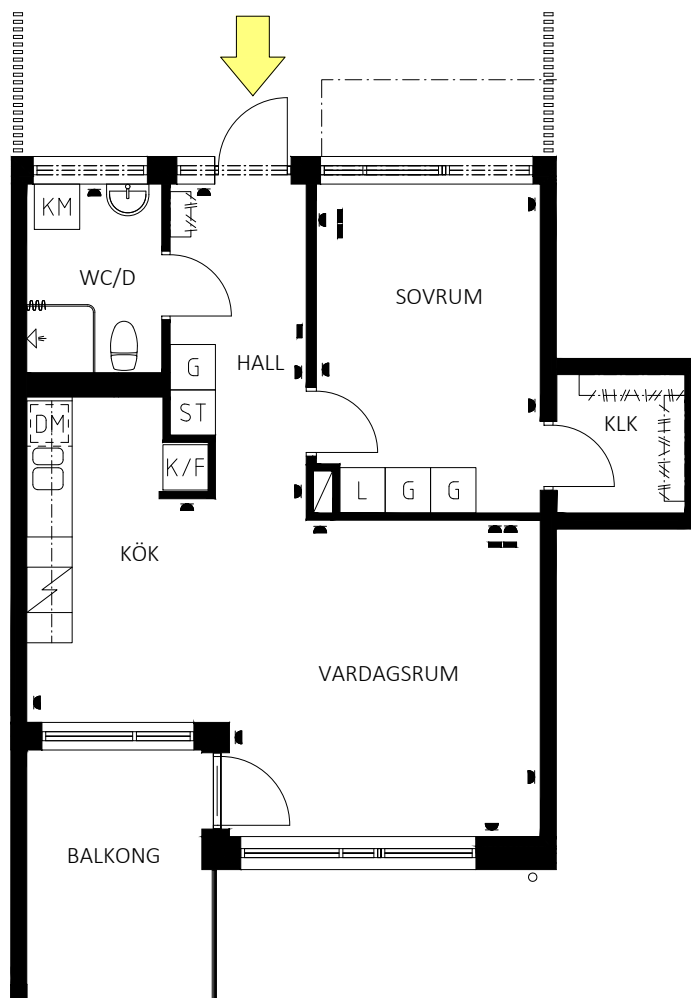 KM
WC/D
SOVRUM
HALL
G
ST
KLK
DM
K/F
L
G
G
KÖK
VARDAGSRUM
BALKONG